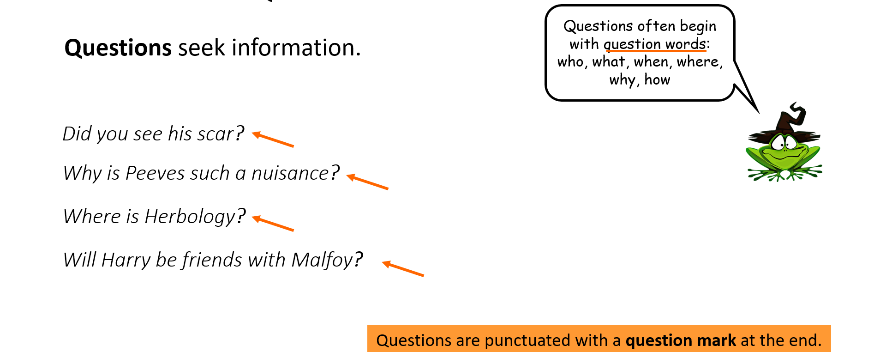 Questions seek information.
Questions often begin
with question words:
who, what, when, where,
why, how
Did you see his scar?
Why is Peeves such a nuisance?
Where is Herbology?
Will Harry be friends with Malfoy?
Questions are punctuated with a question mark at the end.